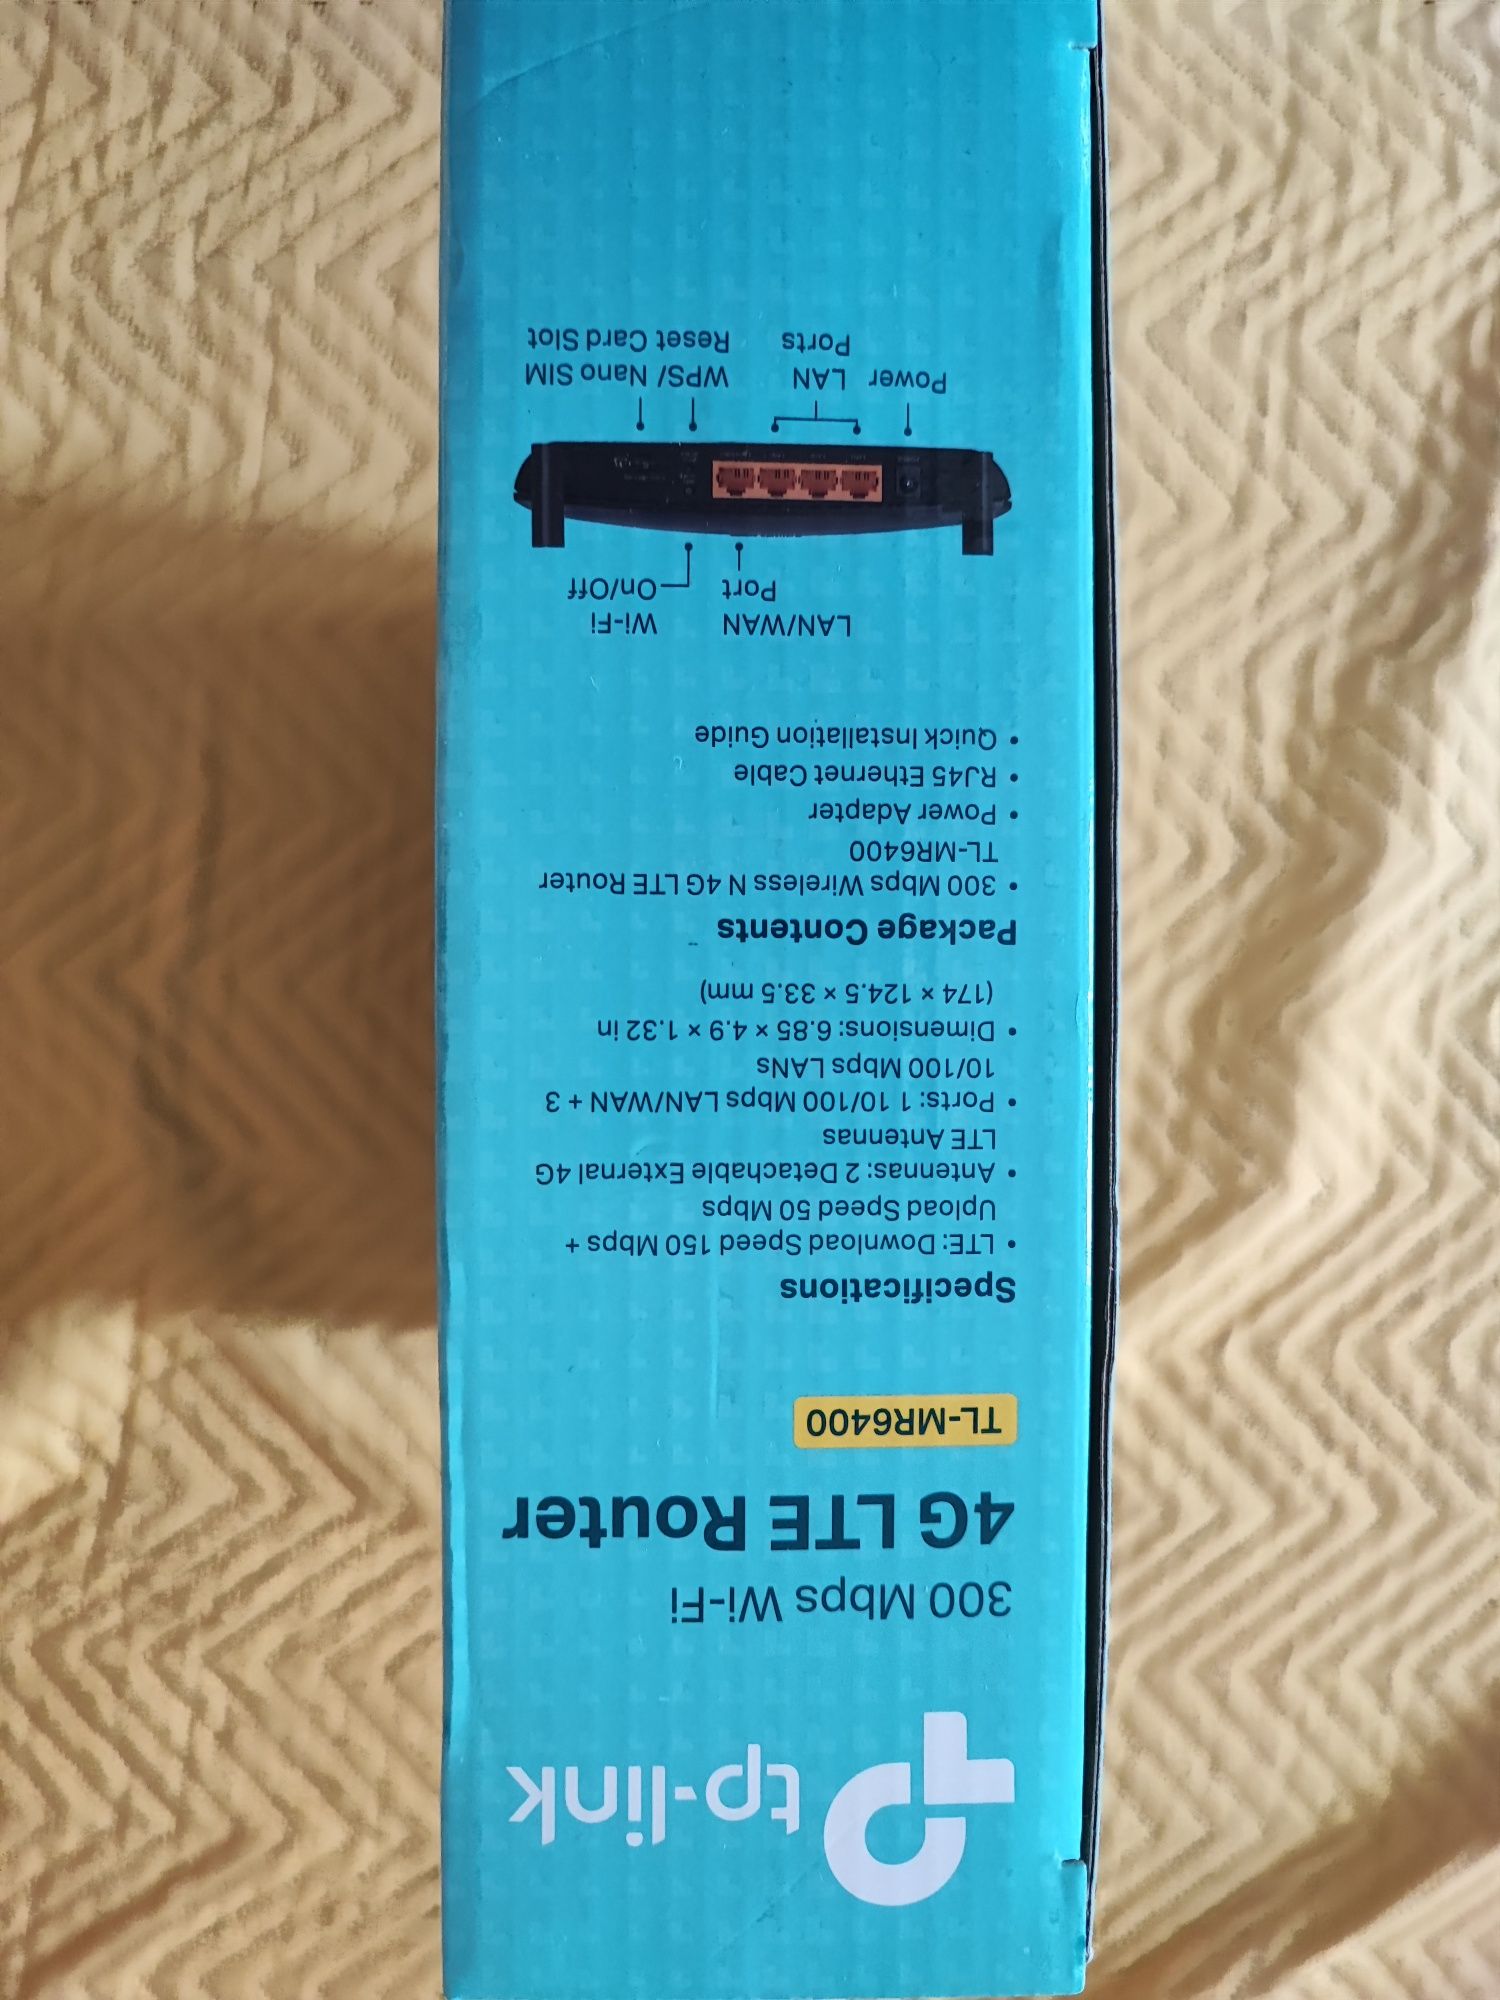 tp-link
300 Mbps Wi-Fi
4G LTE Router
TL-MR6400
Specifications
• LTE: Download Speed 150 Mbps +
Upload Speed 50 Mbps
• Antennas: 2 Detachable External 4G
LTE Antennas
• Ports: 1 10/100 Mbps LAN/WAN + 3
10/100 Mbps LANs
• Dimensions: 6.85 × 4.9 × 1.32 in
(174 × 124.5 × 33.5 mm)
Package Contents
• 300 Mbps Wireless N 4G LTE Router
TL-MR6400
• Power Adapter
• RJ45 Ethernet Cable
• Quick Installation Guide
LAN/WAN Wi-Fi
Port On/Off
Power LAN WPS/ Nano SIM
Ports Reset Card Slot